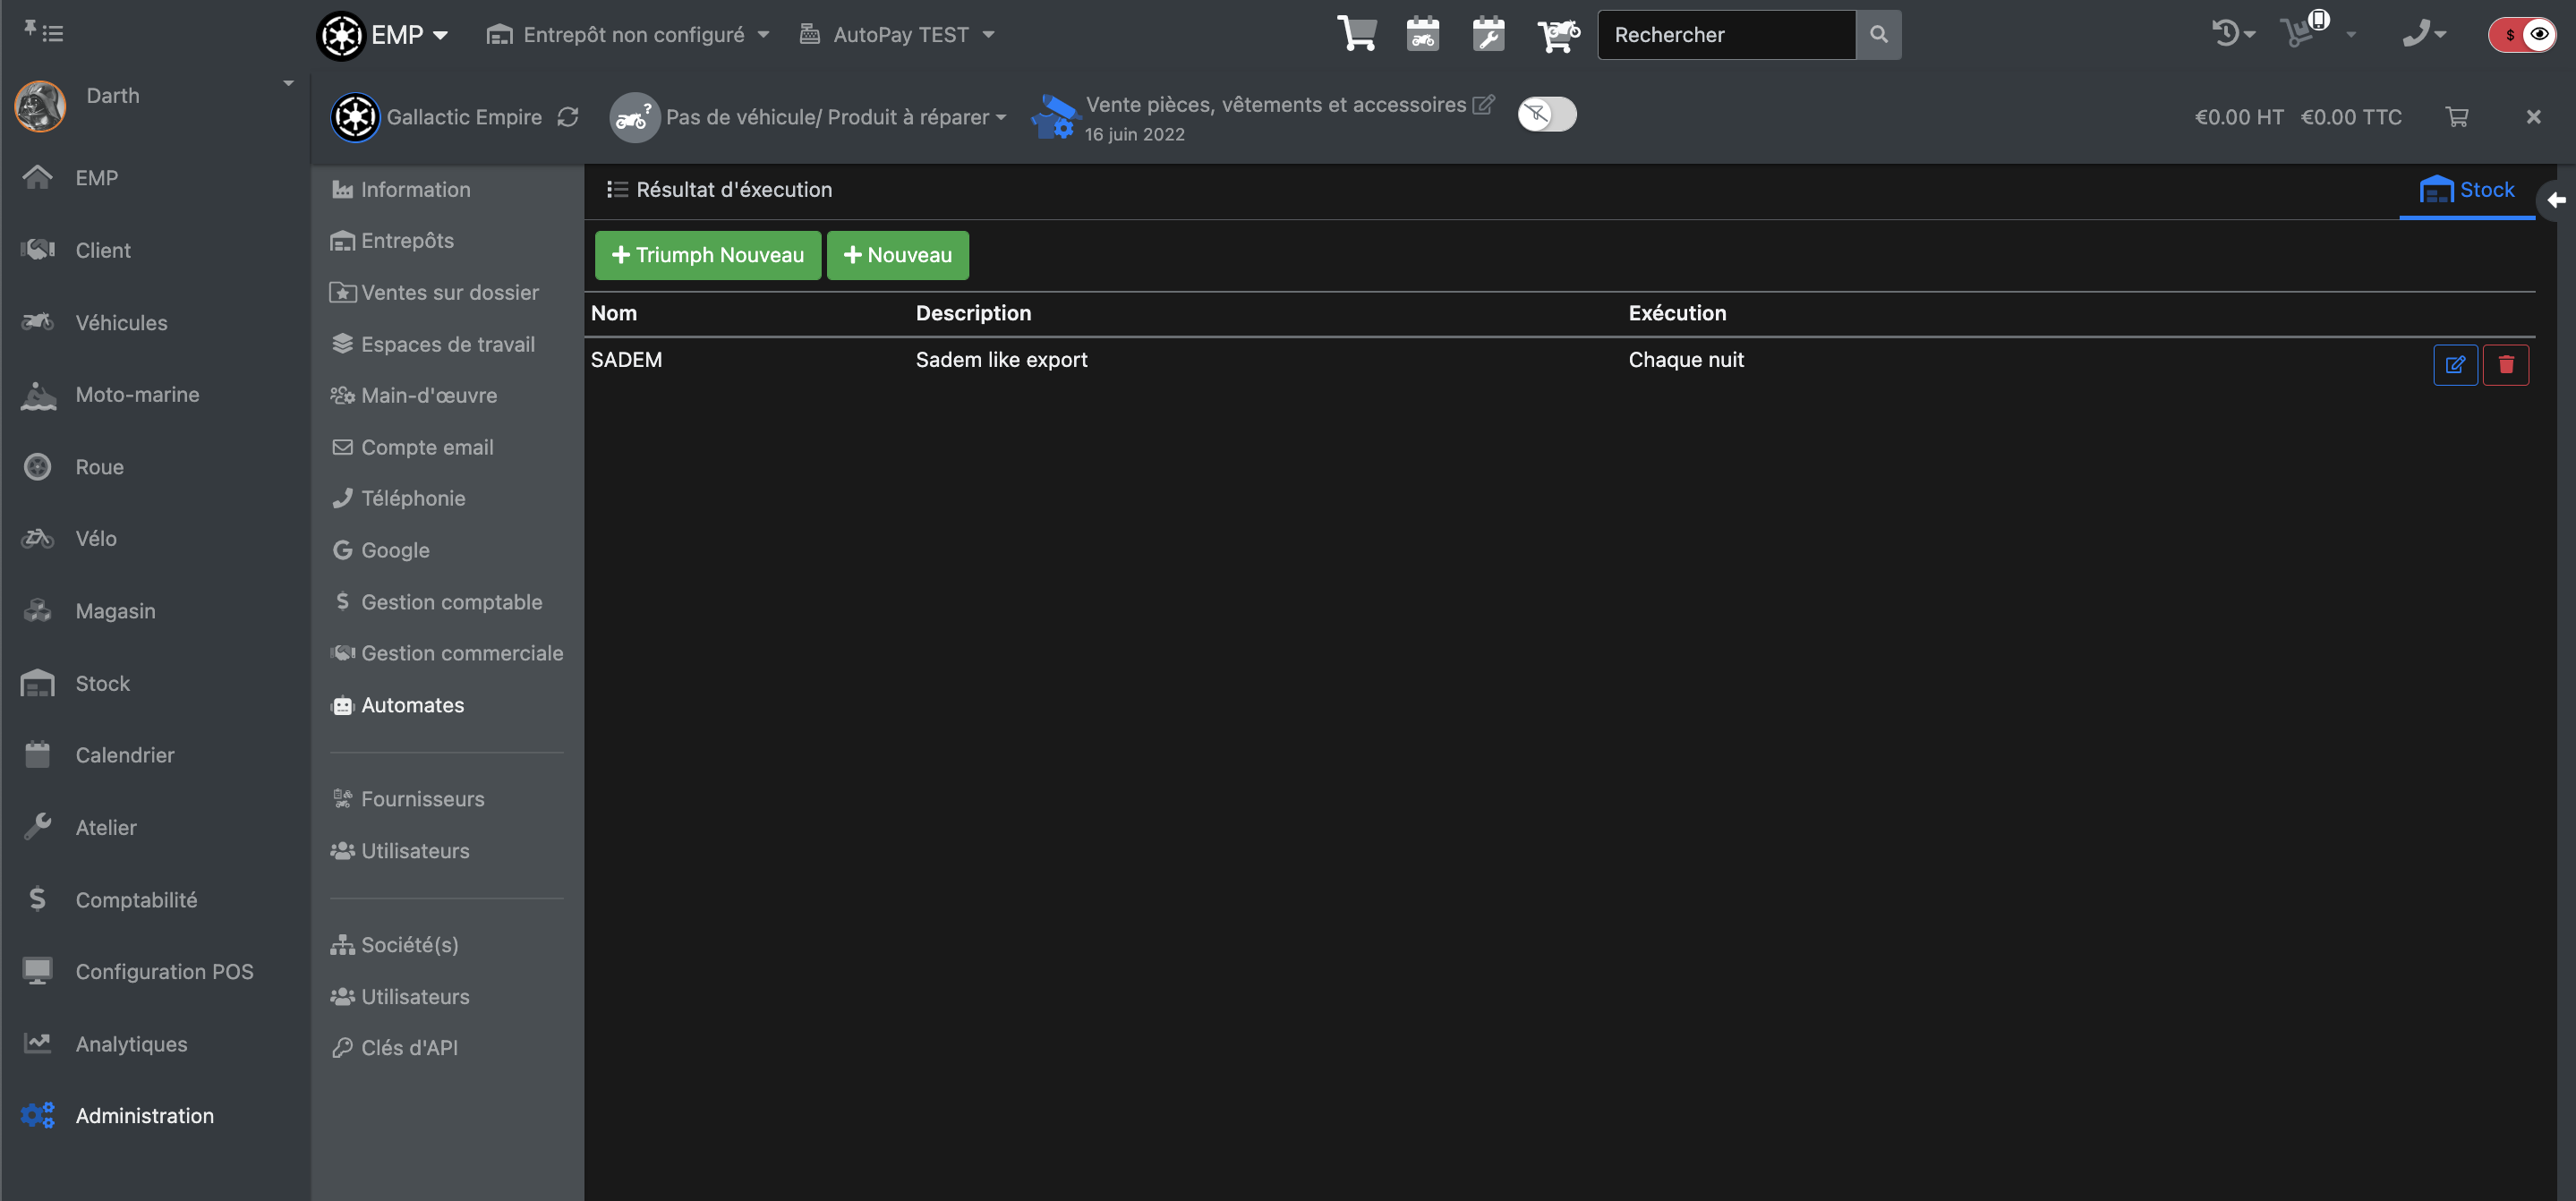 EMP
Entrepôt non configuré
AutoPay TEST
Rechercher
$
Darth
Gallactic Empire
?
Pas de véhicule/ Produit à réparer
Vente pièces, vêtements et accessoires
16 juin 2022
€0.00 HT
€0.00 TTC
EMP
Client
Véhicules
Moto-marine
Roue
Vélo
Magasin
Stock
Calendrier
Atelier
Comptabilité
Configuration POS
Analytiques
Administration
Information
Entrepôts
Ventes sur dossier
Espaces de travail
Main-d'œuvre
Compte email
Téléphonie
Google
Gestion comptable
Gestion commerciale
Automates
Fournisseurs
Utilisateurs
Société(s)
Utilisateurs
Clés d'API
Résultat d'éxecution
Stock
Triumph Nouveau
Nouveau
Nom
Description
Exécution
SADEM
Sadem like export
Chaque nuit